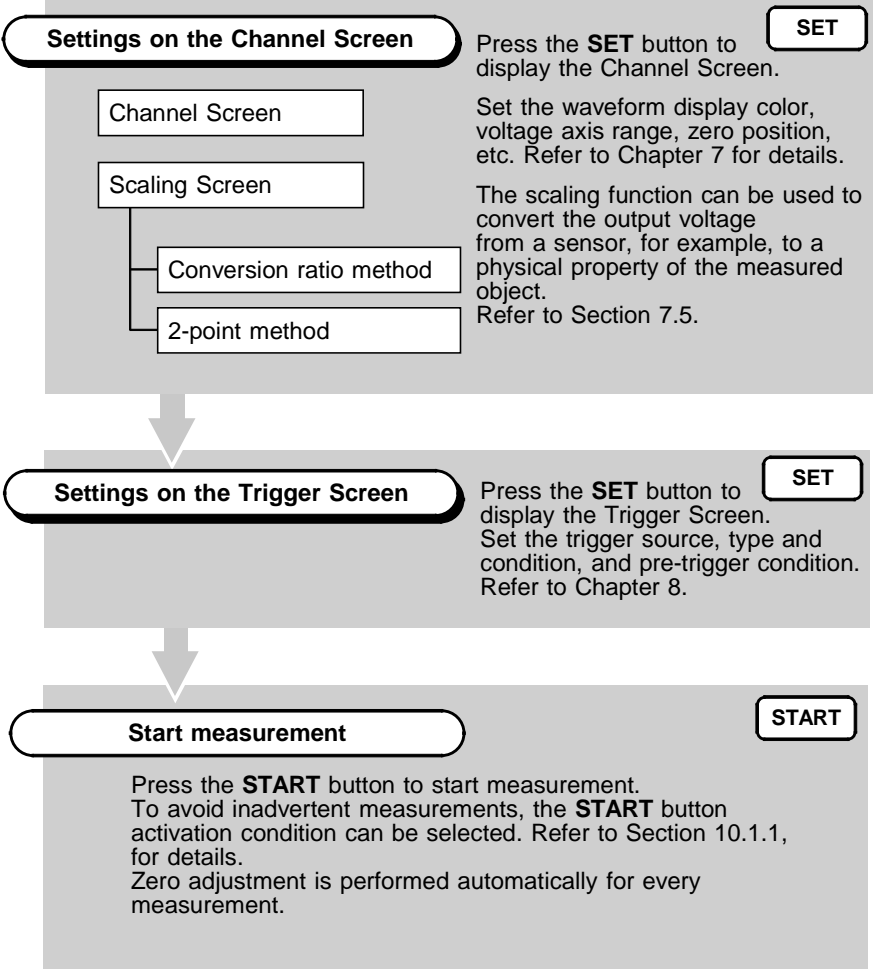 Settings on the Channel Screen
SET
Press the SET button to
display the Channel Screen.
Channel Screen
Set the waveform display color,
voltage axis range, zero position,
etc. Refer to Chapter 7 for details.
Scaling Screen
The scaling function can be used to
convert the output voltage
from a sensor, for example, to a
physical property of the measured
object.
Refer to Section 7.5.
Conversion ratio method
2-point method
Settings on the Trigger Screen
SET
Press the SET button to
display the Trigger Screen.
Set the trigger source, type and
condition, and pre-trigger condition.
Refer to Chapter 8.
Start measurement
START
Press the START button to start measurement.
To avoid inadvertent measurements, the START button
activation condition can be selected. Refer to Section 10.1.1,
for details.
Zero adjustment is performed automatically for every
measurement.